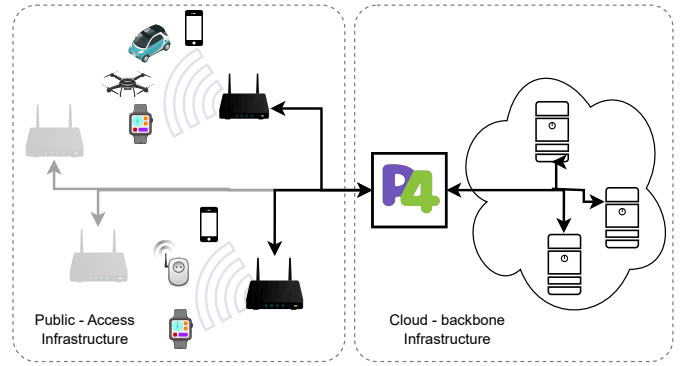 P4
Public - Access
Infrastructure
Cloud - backbone
Infrastructure